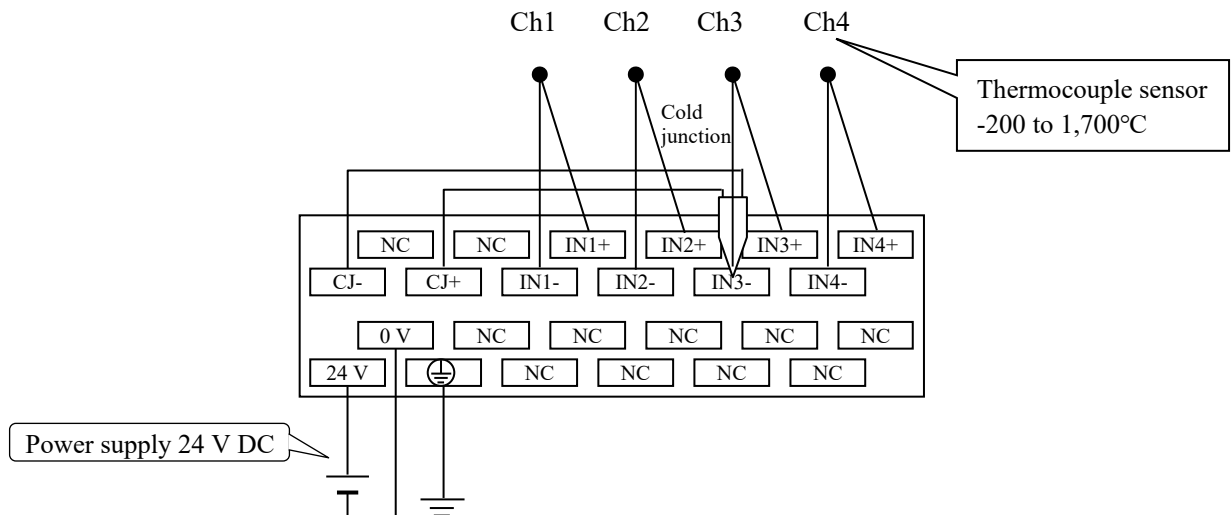 Ch1 Ch2 Ch3 Ch4
Thermocouple sensor
-200 to 1,700℃
Cold
junction
NC NC IN1+ IN2+ IN3+ IN4+
CJ- CJ+ IN1- IN2- IN3- IN4-
0 V NC NC NC NC NC
24 V NC NC NC NC
Power supply 24 V DC